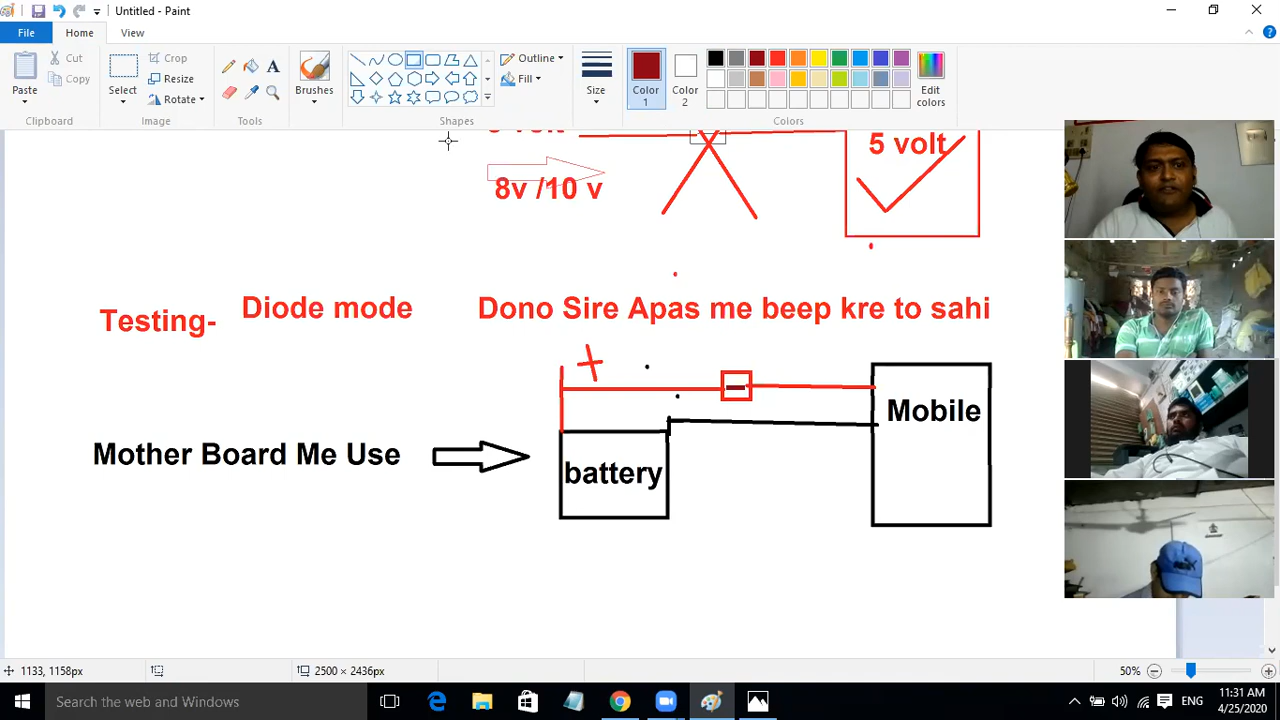 Untitled - Paint
File
Home
View
Paste
Cut
Copy
Clipboard
Select
Crop
Resize
Rotate
Image
Tools
Brushes
Shapes
Outline
Fill
Size
Color 1
Color 2
Edit colors
Colors
5 volt
8v /10 v
Testing-
Diode mode
Dono Sire Apas me beep kre to sahi
+
Mobile
Mother Board Me Use
battery
1133, 1158px
2500 × 2436px
50%
Search the web and Windows
ENG
11:31 AM
4/25/2020